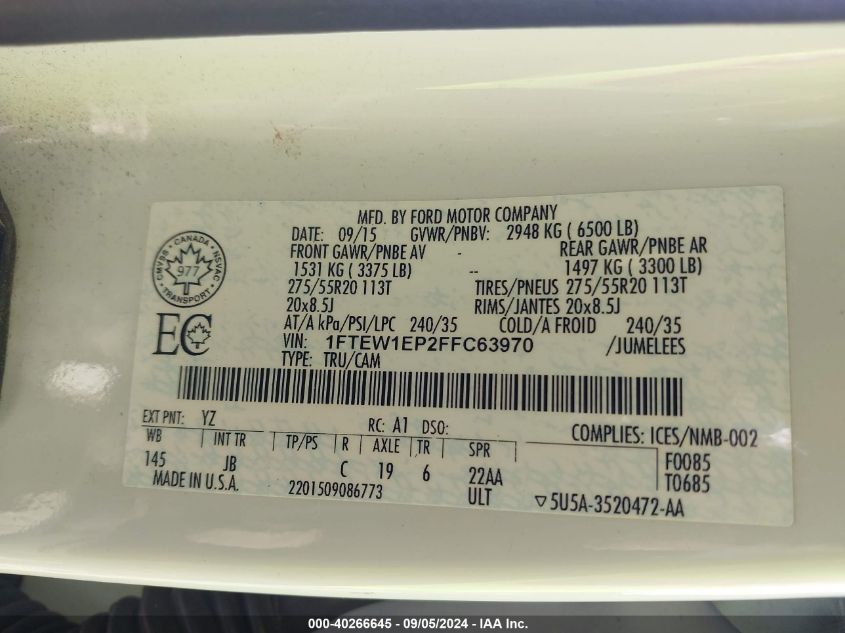 MFD. BY FORD MOTOR COMPANY
DATE: 09/15 GVWR/PNBV: 2948 KG ( 6500 LB)
FRONT GAWR/PNBE AV - REAR GAWR/PNBE AR
1531 KG ( 3375 LB) -- 1497 KG ( 3300 LB)
275/55R20 113T TIRES/PNEUS 275/55R20 113T
20x8.5J RIMS/JANTES 20x8.5J
AT/A kPa/PSI/LPC 240/35 COLD/A FROID 240/35
VIN: 1FTEW1EP2FFC63970 /JUMELEES
TYPE: TRU/CAM
CMVSS - CANADA - NSVAC
977
TRANSPORT
EC
EXT PNT: YZ RC: A1 DSO: COMPLIES: ICES/NMB-002
WB INT TR TP/PS R AXLE TR SPR F0085
145 JB C 19 6 22AA T0685
MADE IN U.S.A. 2201509086773 ULT ▽5U5A-3520472-AA
000-40266645 - 09/05/2024 - IAA Inc.